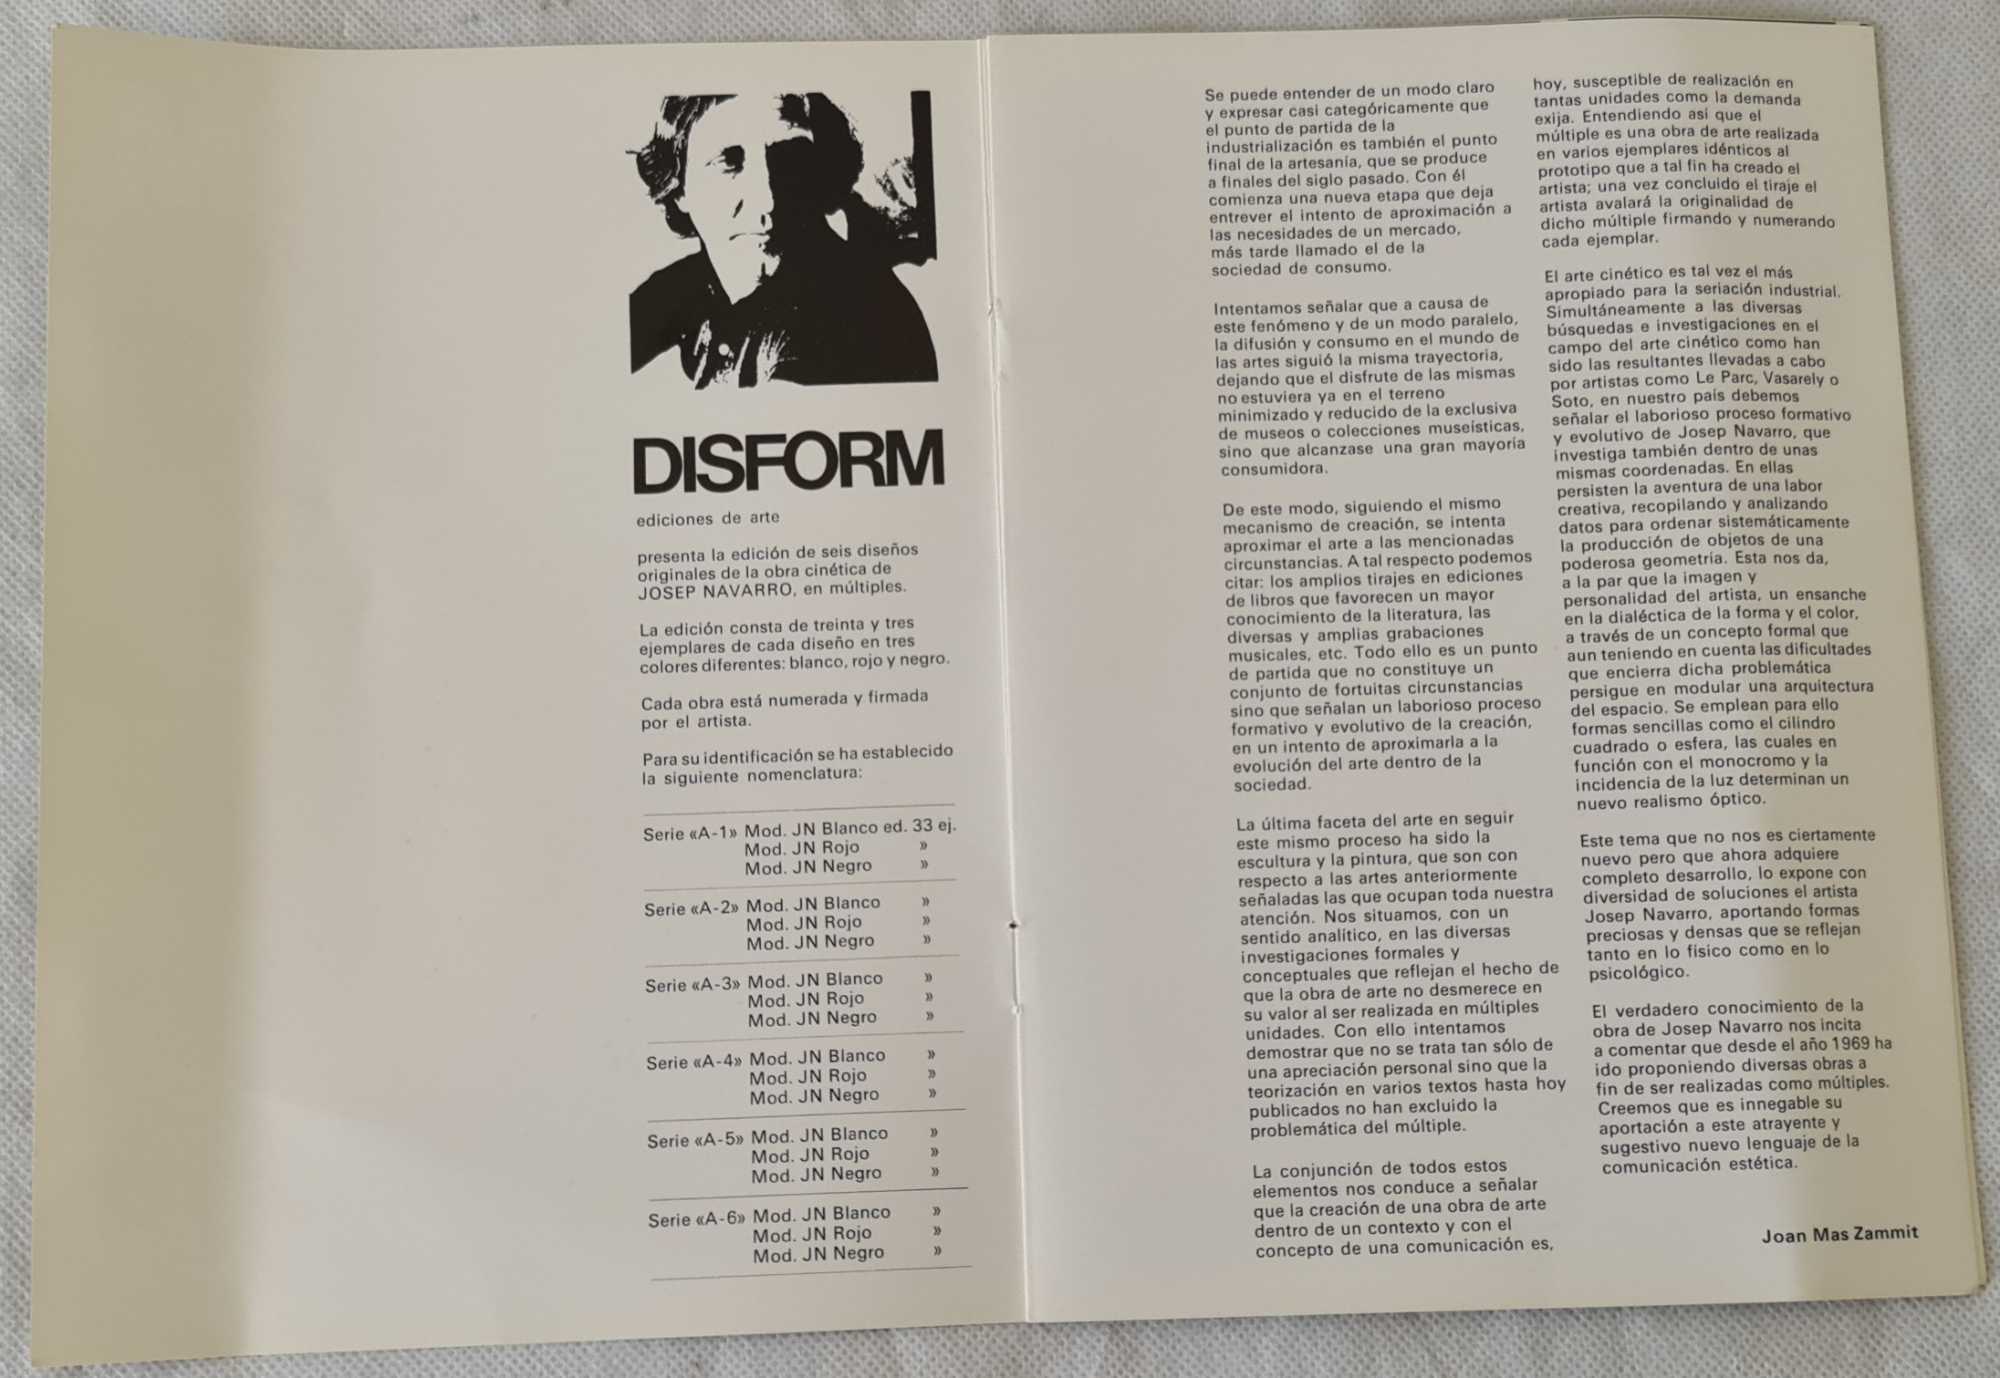 DISFORM
ediciones de arte
presenta la edición de seis diseños
originales de la obra cinética de
JOSEP NAVARRO, en múltiples.
La edición consta de treinta y tres
ejemplares de cada diseño en tres
colores diferentes: blanco, rojo y negro.
Cada obra está numerada y firmada
por el artista.
Para su identificación se ha establecido
la siguiente nomenclatura:
Serie «A-1» Mod. JN Blanco ed. 33 ej.
Mod. JN Rojo »
Mod. JN Negro »
Serie «A-2» Mod. JN Blanco »
Mod. JN Rojo »
Mod. JN Negro »
Serie «A-3» Mod. JN Blanco »
Mod. JN Rojo »
Mod. JN Negro »
Serie «A-4» Mod. JN Blanco »
Mod. JN Rojo »
Mod. JN Negro »
Serie «A-5» Mod. JN Blanco »
Mod. JN Rojo »
Mod. JN Negro »
Serie «A-6» Mod. JN Blanco »
Mod. JN Rojo »
Mod. JN Negro »
Se puede entender de un modo claro
y expresar casi categóricamente que
el punto de partida de la
industrialización es también el punto
final de la artesanía, que se produce
a finales del siglo pasado. Con él
comienza una nueva etapa que deja
entrever el intento de aproximación a
las necesidades de un mercado,
más tarde llamado el de la
sociedad de consumo.
Intentamos señalar que a causa de
este fenómeno y de un modo paralelo,
la difusión y consumo en el mundo de
las artes siguió la misma trayectoria,
dejando que el disfrute de las mismas
no estuviera ya en el terreno
minimizado y reducido de la exclusiva
de museos o colecciones museísticas,
sino que alcanzase una gran mayoría
consumidora.
De este modo, siguiendo el mismo
mecanismo de creación, se intenta
aproximar el arte a las mencionadas
circunstancias. A tal respecto podemos
citar: los amplios tirajes en ediciones
de libros que favorecen un mayor
conocimiento de la literatura, las
diversas y amplias grabaciones
musicales, etc. Todo ello es un punto
de partida que no constituye un
conjunto de fortuitas circunstancias
sino que señalan un laborioso proceso
formativo y evolutivo de la creación,
en un intento de aproximarla a la
evolución del arte dentro de la
sociedad.
La última faceta del arte en seguir
este mismo proceso ha sido la
escultura y la pintura, que son con
respecto a las artes anteriormente
señaladas las que ocupan toda nuestra
atención. Nos situamos, con un
sentido analítico, en las diversas
investigaciones formales y
conceptuales que reflejan el hecho de
que la obra de arte no desmerece en
su valor al ser realizada en múltiples
unidades. Con ello intentamos
demostrar que no se trata tan sólo de
una apreciación personal sino que la
teorización en varios textos hasta hoy
publicados no han excluido la
problemática del múltiple.
La conjunción de todos estos
elementos nos conduce a señalar
que la creación de una obra de arte
dentro de un contexto y con el
concepto de una comunicación es,
hoy, susceptible de realización en
tantas unidades como la demanda
exija. Entendiendo así que el
múltiple es una obra de arte realizada
en varios ejemplares idénticos al
prototipo que a tal fin ha creado el
artista; una vez concluido el tiraje el
artista avalará la originalidad de
dicho múltiple firmando y numerando
cada ejemplar.
El arte cinético es tal vez el más
apropiado para la seriación industrial.
Simultáneamente a las diversas
búsquedas e investigaciones en el
campo del arte cinético como han
sido las resultantes llevadas a cabo
por artistas como Le Parc, Vasarely o
Soto, en nuestro país debemos
señalar el laborioso proceso formativo
y evolutivo de Josep Navarro, que
investiga también dentro de unas
mismas coordenadas. En ellas
persisten la aventura de una labor
creativa, recopilando y analizando
datos para ordenar sistemáticamente
la producción de objetos de una
poderosa geometría. Esta nos da,
a la par que la imagen y
personalidad del artista, un ensanche
en la dialéctica de la forma y el color,
a través de un concepto formal que
aun teniendo en cuenta las dificultades
que encierra dicha problemática
persigue en modular una arquitectura
del espacio. Se emplean para ello
formas sencillas como el cilindro
cuadrado o esfera, las cuales en
función con el monocromo y la
incidencia de la luz determinan un
nuevo realismo óptico.
Este tema que no nos es ciertamente
nuevo pero que ahora adquiere
completo desarrollo, lo expone con
diversidad de soluciones el artista
Josep Navarro, aportando formas
preciosas y densas que se reflejan
tanto en lo físico como en lo
psicológico.
El verdadero conocimiento de la
obra de Josep Navarro nos incita
a comentar que desde el año 1969 ha
ido proponiendo diversas obras a
fin de ser realizadas como múltiples.
Creemos que es innegable su
aportación a este atrayente y
sugestivo nuevo lenguaje de la
comunicación estética.
Joan Mas Zammit